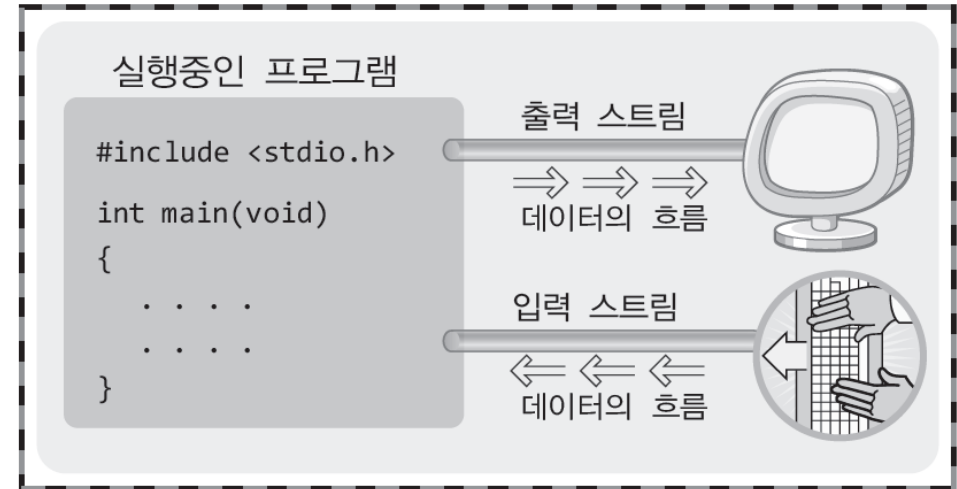 실행중인 프로그램
#include <stdio.h>
int main(void)
{
. . . .
. . . .
}
출력 스트림
데이터의 흐름
입력 스트림
데이터의 흐름